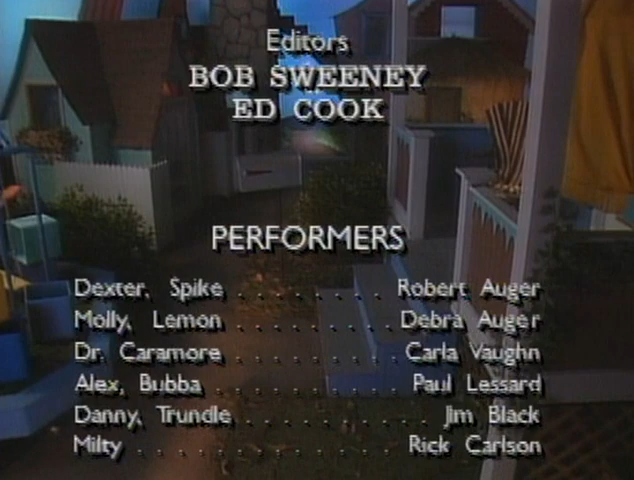 Editors
BOB SWEENEY
ED COOK
PERFORMERS
Dexter, Spike . . . . . . . . Robert Auger
Molly, Lemon . . . . . . . . . Debra Auger
Dr. Caramore . . . . . . . . . Carla Vaughn
Alex, Bubba . . . . . . . . . . Paul Lessard
Danny, Trundle . . . . . . . . . . Jim Black
Milty . . . . . . . . . . . . . Rick Carlson